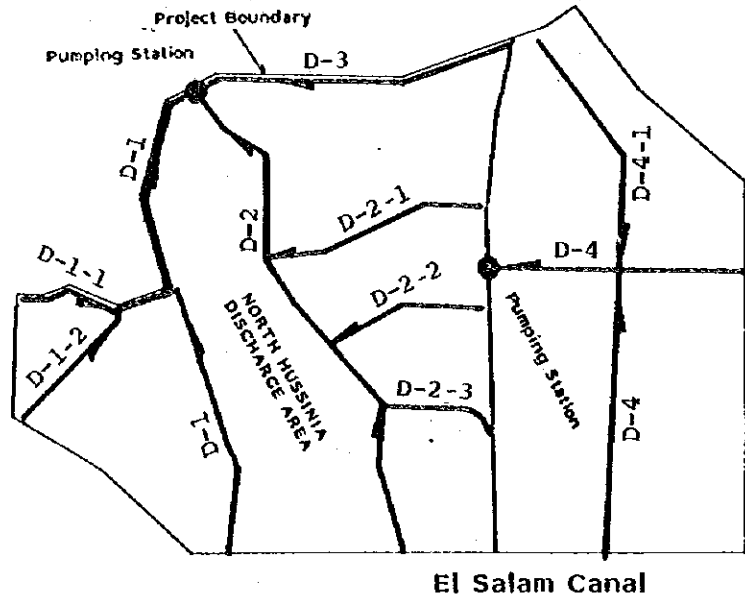 Project Boundary
Pumping Station
D-3
D-1
D-4-1
D-2
D-2-1
D-4
D-1-1
D-2-2
NORTH HUSSINIA
DISCHARGE AREA
Pumping Station
D-1-2
D-2-3
D-4
D-1
El Salam Canal